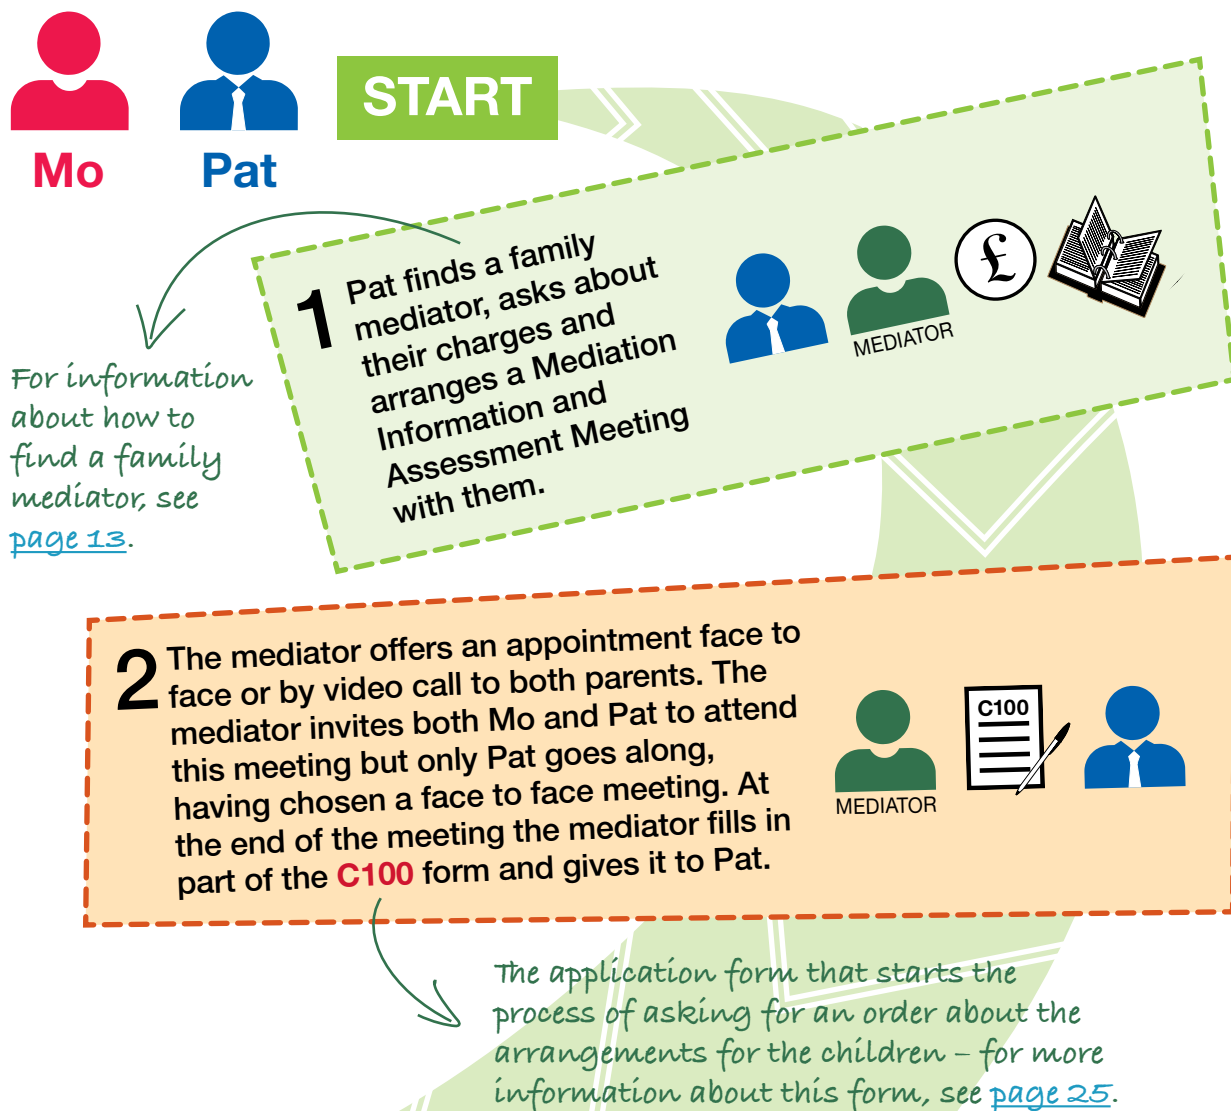 START
Mo
Pat
1
Pat finds a family
mediator, asks about
their charges and
arranges a Mediation
Information and
Assessment Meeting
with them.
MEDIATOR
£
For information
about how to
find a family
mediator, see
page 13.
2
The mediator offers an appointment face to
face or by video call to both parents. The
mediator invites both Mo and Pat to attend
this meeting but only Pat goes along,
having chosen a face to face meeting. At
the end of the meeting the mediator fills in
part of the C100 form and gives it to Pat.
MEDIATOR
C100
The application form that starts the
process of asking for an order about the
arrangements for the children – for more
information about this form, see page 25.